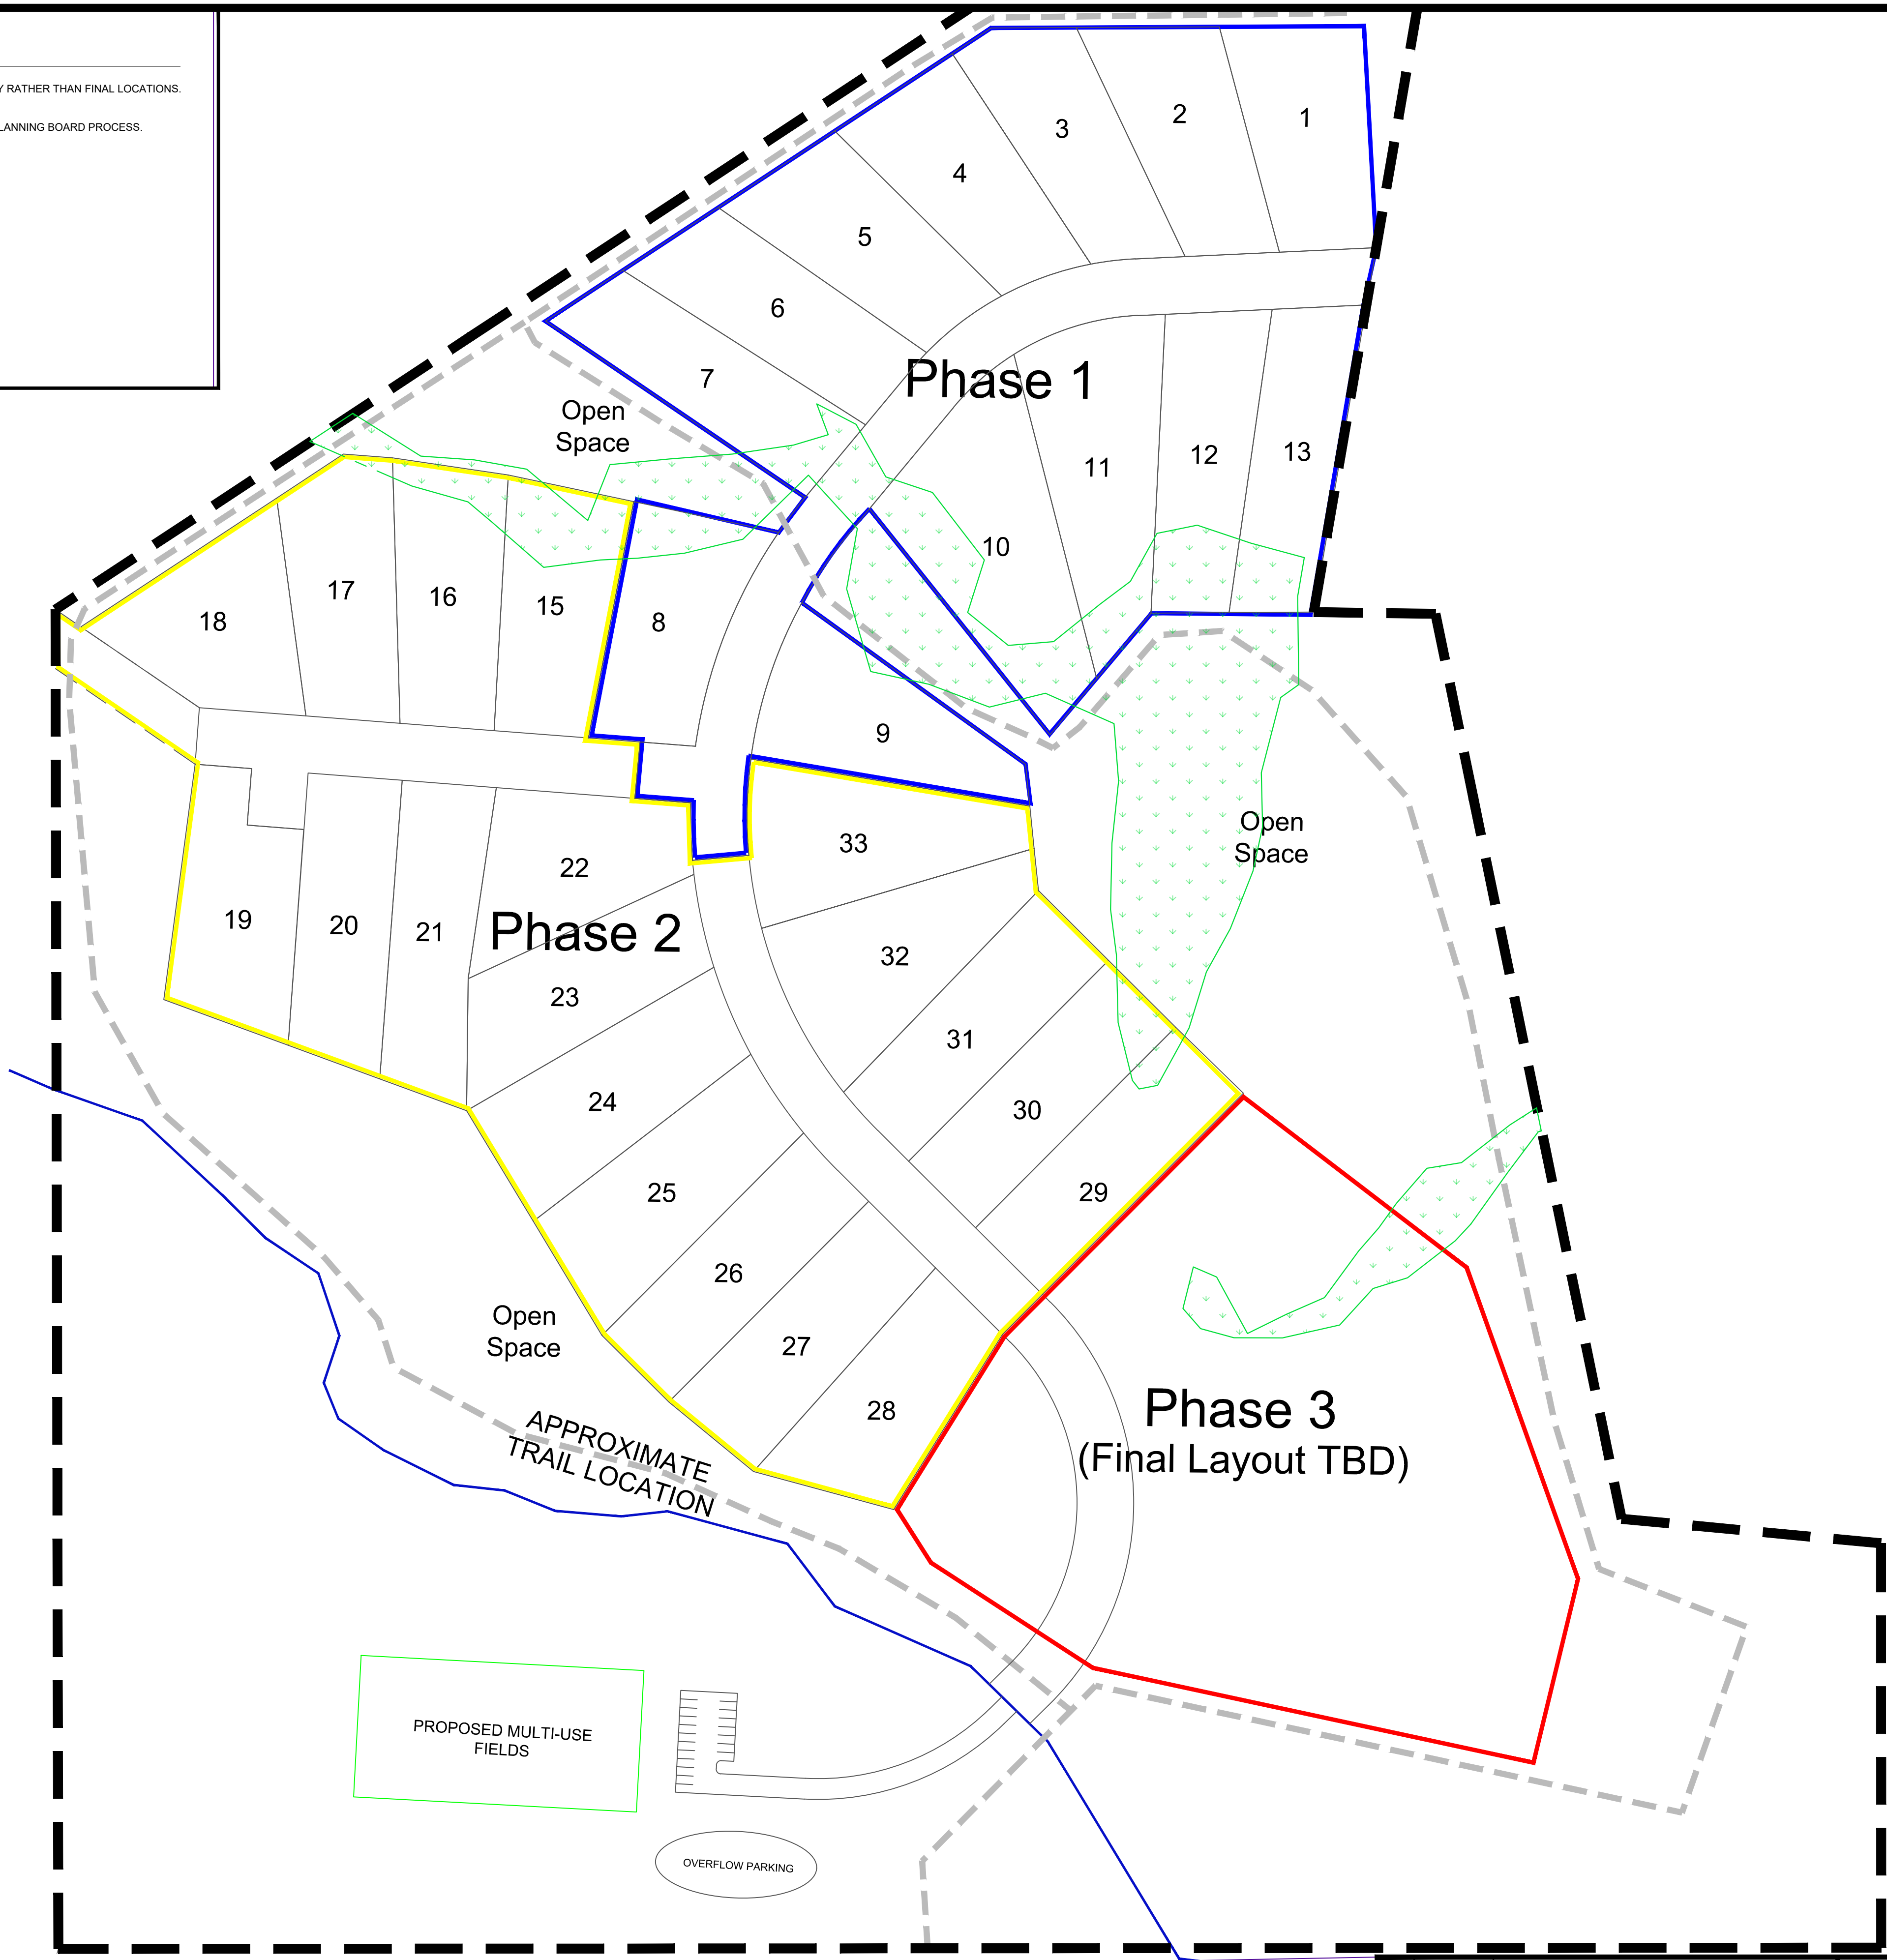 RATHER THAN FINAL LOCATIONS.
PLANNING BOARD PROCESS.
1
2
3
4
5
6
7
Phase 1
Open
Space
11
12
13
10
18
17
16
15
8
9
Open
Space
33
22
19
20
21
Phase 2
32
23
31
24
30
25
29
26
Open
Space
27
28
Phase 3
(Final Layout TBD)
APPROXIMATE
TRAIL LOCATION
PROPOSED MULTI-USE
FIELDS
OVERFLOW PARKING